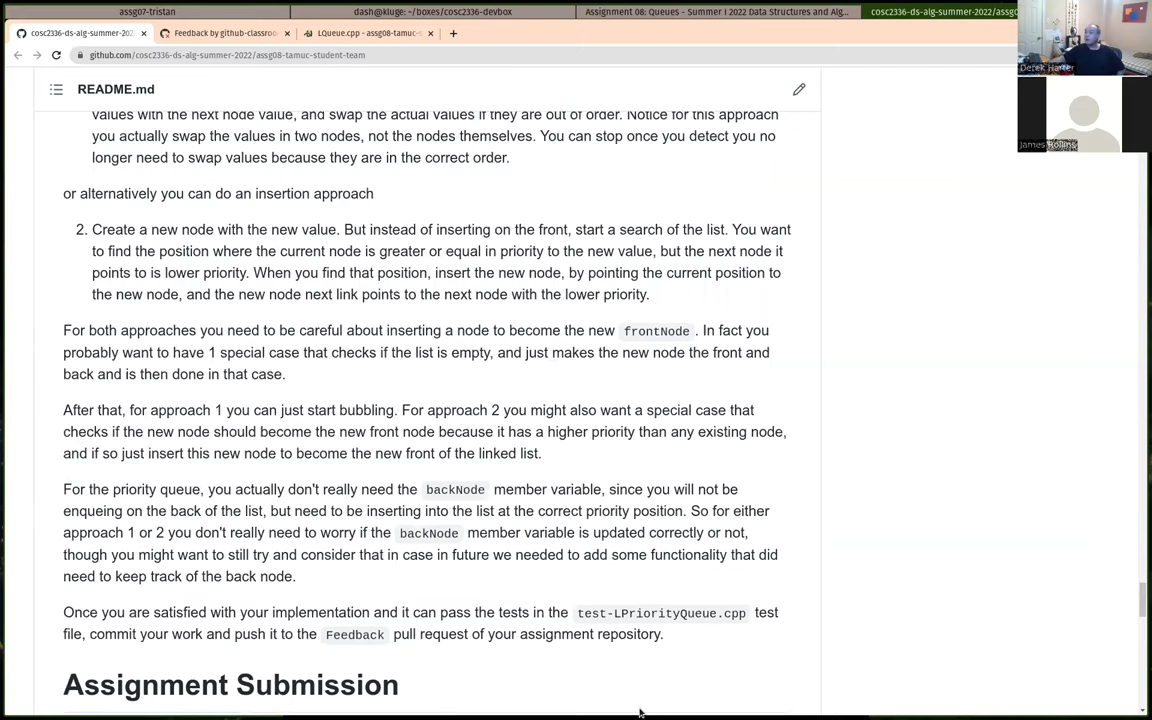 assg07-tristan
dash@kluge: ~/boxes/cosc2336-devbox
Assignment 08: Queues - Summer I 2022 Data Structures and Alg...
cosc2336-ds-alg-summer-2022/assg
cosc2336-ds-alg-summer-202
Feedback by github-classroo
LQueue.cpp - assg08-tamuc-s
github.com/cosc2336-ds-alg-summer-2022/assg08-tamuc-student-team
Derek Harter
James Rollins
README.md
values with the next node value, and swap the actual values if they are out of order. Notice for this approach
you actually swap the values in two nodes, not the nodes themselves. You can stop once you detect you no
longer need to swap values because they are in the correct order.
or alternatively you can do an insertion approach
2. Create a new node with the new value. But instead of inserting on the front, start a search of the list. You want
to find the position where the current node is greater or equal in priority to the new value, but the next node it
points to is lower priority. When you find that position, insert the new node, by pointing the current position to
the new node, and the new node next link points to the next node with the lower priority.
For both approaches you need to be careful about inserting a node to become the new frontNode. In fact you
probably want to have 1 special case that checks if the list is empty, and just makes the new node the front and
back and is then done in that case.
After that, for approach 1 you can just start bubbling. For approach 2 you might also want a special case that
checks if the new node should become the new front node because it has a higher priority than any existing node,
and if so just insert this new node to become the new front of the linked list.
For the priority queue, you actually don't really need the backNode member variable, since you will not be
enqueing on the back of the list, but need to be inserting into the list at the correct priority position. So for either
approach 1 or 2 you don't really need to worry if the backNode member variable is updated correctly or not,
though you might want to still try and consider that in case in future we needed to add some functionality that did
need to keep track of the back node.
Once you are satisfied with your implementation and it can pass the tests in the test-LPriorityQueue.cpp test
file, commit your work and push it to the Feedback pull request of your assignment repository.
Assignment Submission